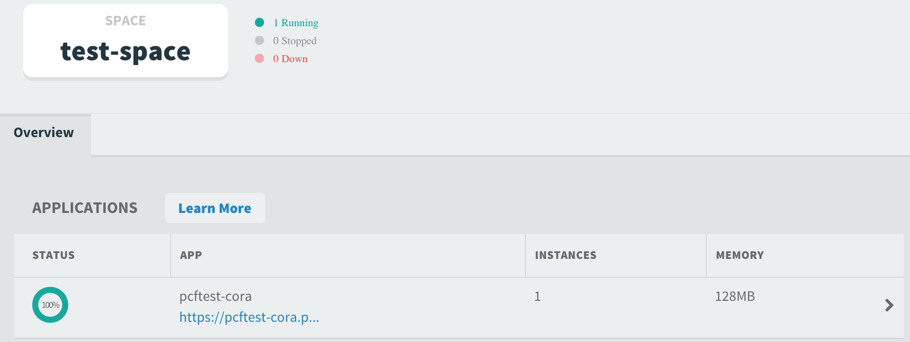 SPACE
test-space
1 Running
0 Stopped
0 Down
Overview
APPLICATIONS Learn More
STATUS APP INSTANCES MEMORY
100% pcftest-cora 1 128MB
https://pcftest-cora.p...